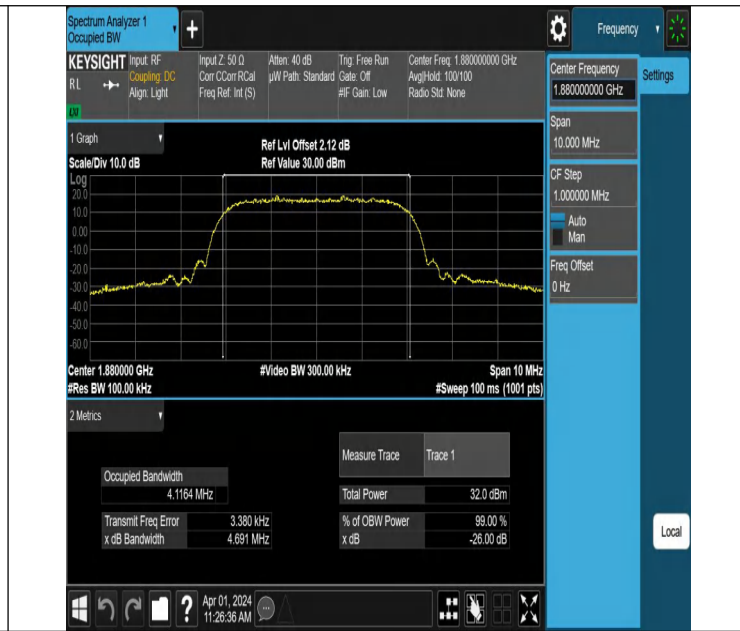 Spectrum Analyzer 1
Occupied BW
+
Frequency
KEYSIGHT
RL
LXI
Input: RF
Coupling: DC
Align: Light
Input Z: 50 Ω
Corr CCorr RCal
Freq Ref: Int (S)
Atten: 40 dB
µW Path: Standard
Trig: Free Run
Gate: Off
#IF Gain: Low
Center Freq: 1.880000000 GHz
Avg|Hold: 100/100
Radio Std: None
Center Frequency
1.880000000 GHz
Settings
Span
10.000 MHz
CF Step
1.000000 MHz
Auto
Man
Freq Offset
0 Hz
Local
1 Graph
Scale/Div 10.0 dB
Ref Lvl Offset 2.12 dB
Ref Value 30.00 dBm
Log
20.0
10.0
0.00
-10.0
-20.0
-30.0
-40.0
-50.0
-60.0
Center 1.880000 GHz
#Video BW 300.00 kHz
Span 10 MHz
#Res BW 100.00 kHz
#Sweep 100 ms (1001 pts)
2 Metrics
Measure Trace
Trace 1
Occupied Bandwidth
4.1164 MHz
Total Power
32.0 dBm
Transmit Freq Error
3.380 kHz
% of OBW Power
99.00 %
x dB Bandwidth
4.691 MHz
x dB
-26.00 dB
?
Apr 01, 2024
11:26:36 AM